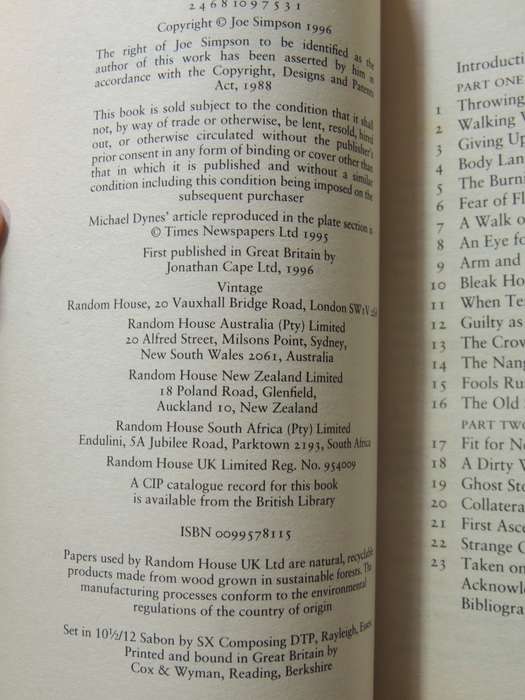 2 4 6 8 10 9 7 5 3 1
Copyright © Joe Simpson 1996
The right of Joe Simpson to be identified as the
author of this work has been asserted by him in
accordance with the Copyright, Designs and Patents
Act, 1988
This book is sold subject to the condition that it shall
not, by way of trade or otherwise, be lent, resold, hired
out, or otherwise circulated without the publisher's
prior consent in any form of binding or cover other than
that in which it is published and without a similar
condition including this condition being imposed on the
subsequent purchaser
Michael Dynes' article reproduced in the plate section is
© Times Newspapers Ltd 1995
First published in Great Britain by
Jonathan Cape Ltd, 1996
Vintage
Random House, 20 Vauxhall Bridge Road, London SW1V
Random House Australia (Pty) Limited
20 Alfred Street, Milsons Point, Sydney,
New South Wales 2061, Australia
Random House New Zealand Limited
18 Poland Road, Glenfield,
Auckland 10, New Zealand
Random House South Africa (Pty) Limited
Endulini, 5A Jubilee Road, Parktown 2193, South Africa
Random House UK Limited Reg. No. 954009
A CIP catalogue record for this book
is available from the British Library
ISBN 0099578115
Papers used by Random House UK Ltd are natural, recyclable
products made from wood grown in sustainable forests. The
manufacturing processes conform to the environmental
regulations of the country of origin
Set in 10½/12 Sabon by SX Composing DTP, Rayleigh, Essex
Printed and bound in Great Britain by
Cox & Wyman, Reading, Berkshire
Introducti
PART ONE
1 Throwing
2 Walking W
3 Giving Up
4 Body Lan
5 The Burni
6 Fear of Fl
7 A Walk o
8 An Eye fo
9 Arm and
10 Bleak Ho
11 When Te
12 Guilty as
13 The Crov
14 The Nang
15 Fools Ru
16 The Old
PART TWO
17 Fit for No
18 A Dirty W
19 Ghost Sto
20 Collatera
21 First Asce
22 Strange C
23 Taken on
Acknowl
Bibliogra